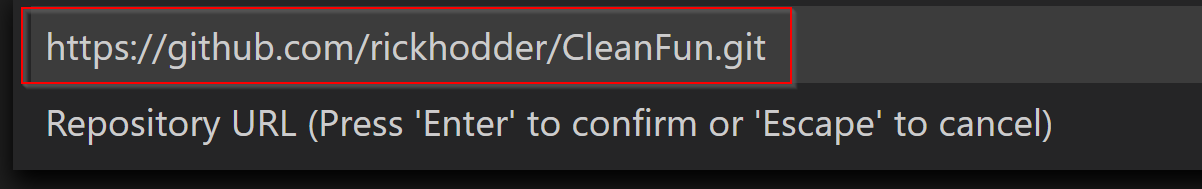 https://github.com/rickhodder/CleanFun.git
Repository URL (Press 'Enter' to confirm or 'Escape' to cancel)